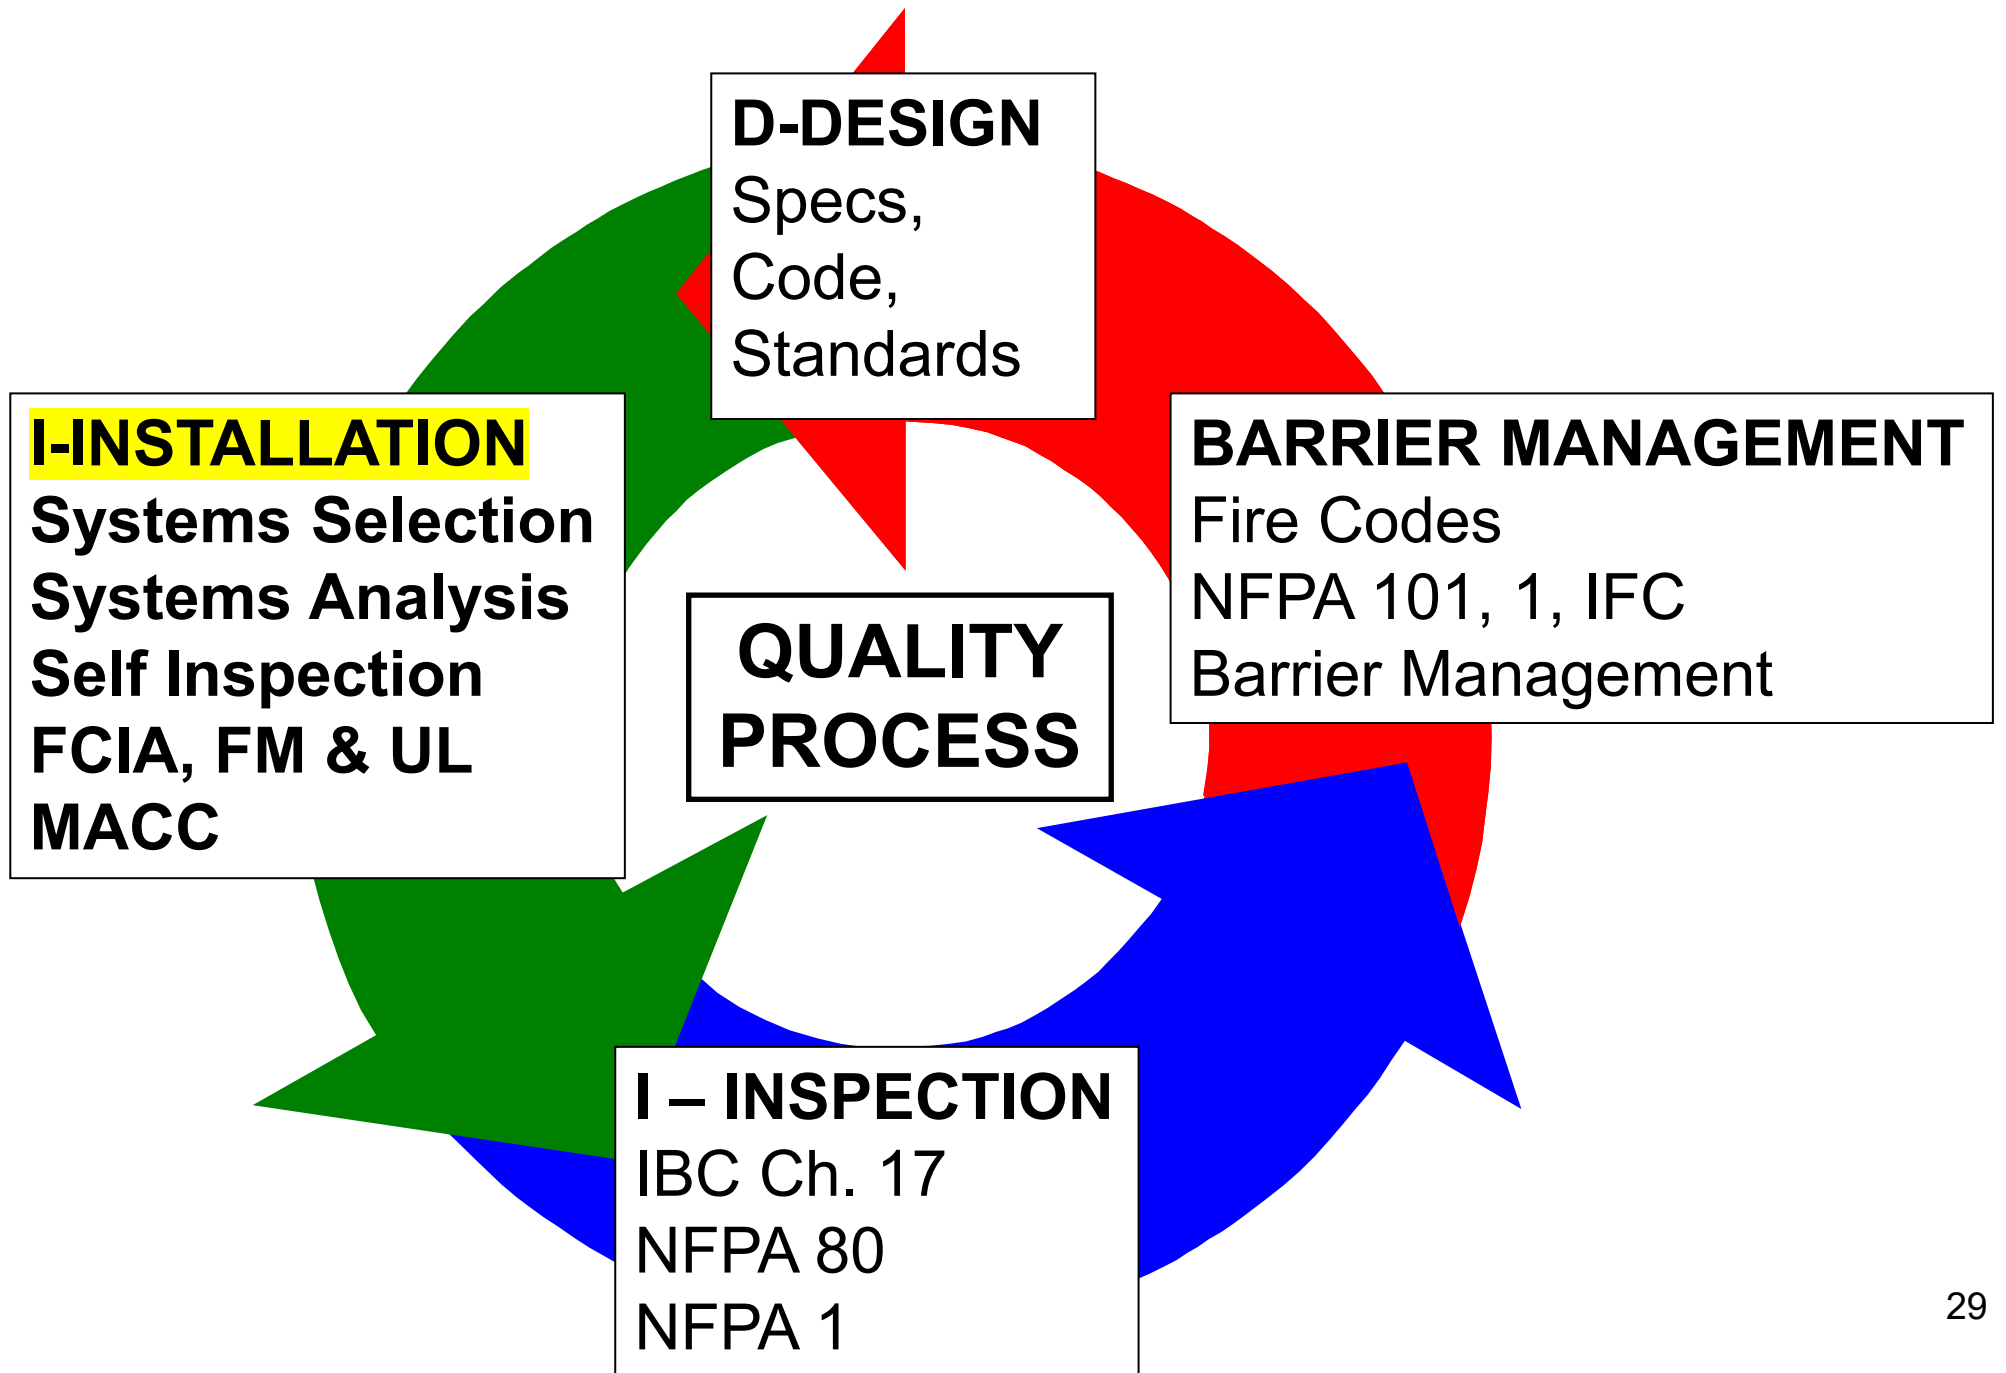 D-DESIGN
Specs,
Code,
Standards
I-INSTALLATION
Systems Selection
Systems Analysis
Self Inspection
FCIA, FM & UL
MACC
BARRIER MANAGEMENT
Fire Codes
NFPA 101, 1, IFC
Barrier Management
QUALITY
PROCESS
I – INSPECTION
IBC Ch. 17
NFPA 80
NFPA 1
29